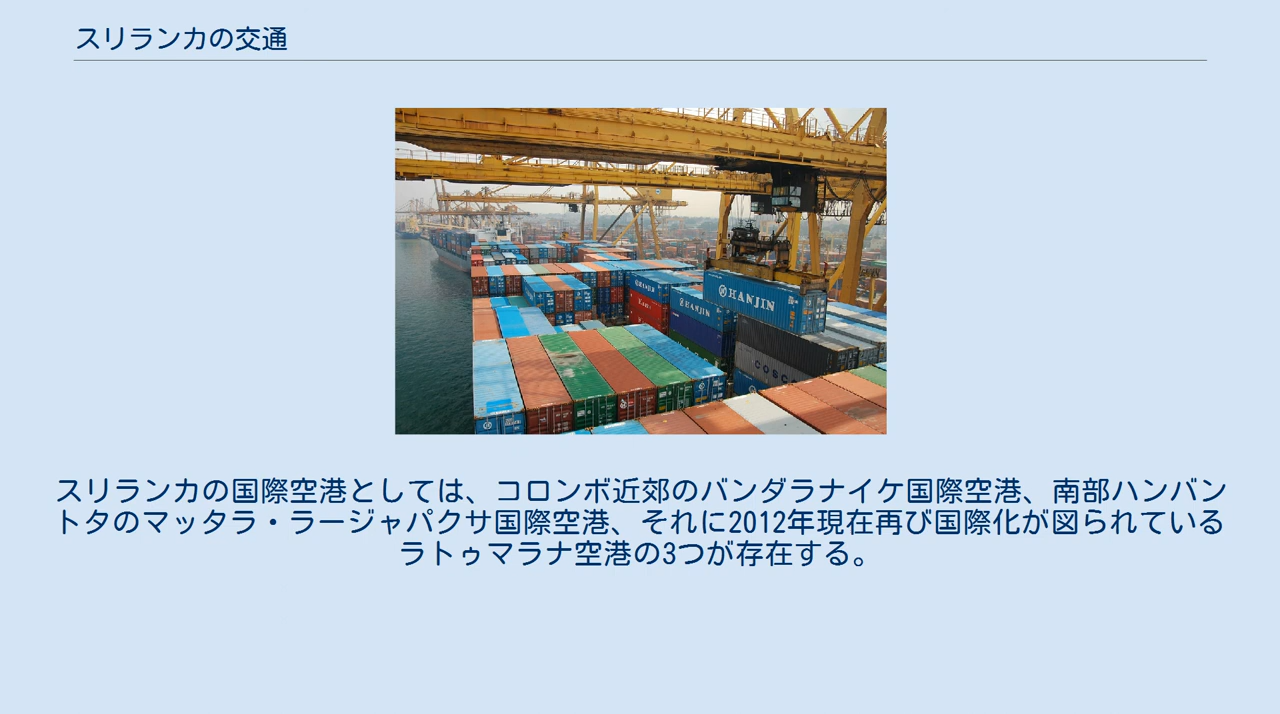 スリランカの交通
HANJIN
HANJIN
HANJIN
COSCO
スリランカの国際空港としては、コロンボ近郊のバンダラナイケ国際空港、南部ハンバン
トタのマッタラ・ラージャパクサ国際空港、それに2012年現在再び国際化が図られている
ラトゥマラナ空港の3つが存在する。